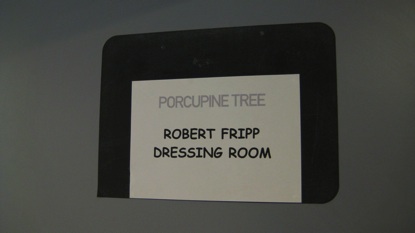 PORCUPINE TREE
ROBERT FRIPP
DRESSING ROOM